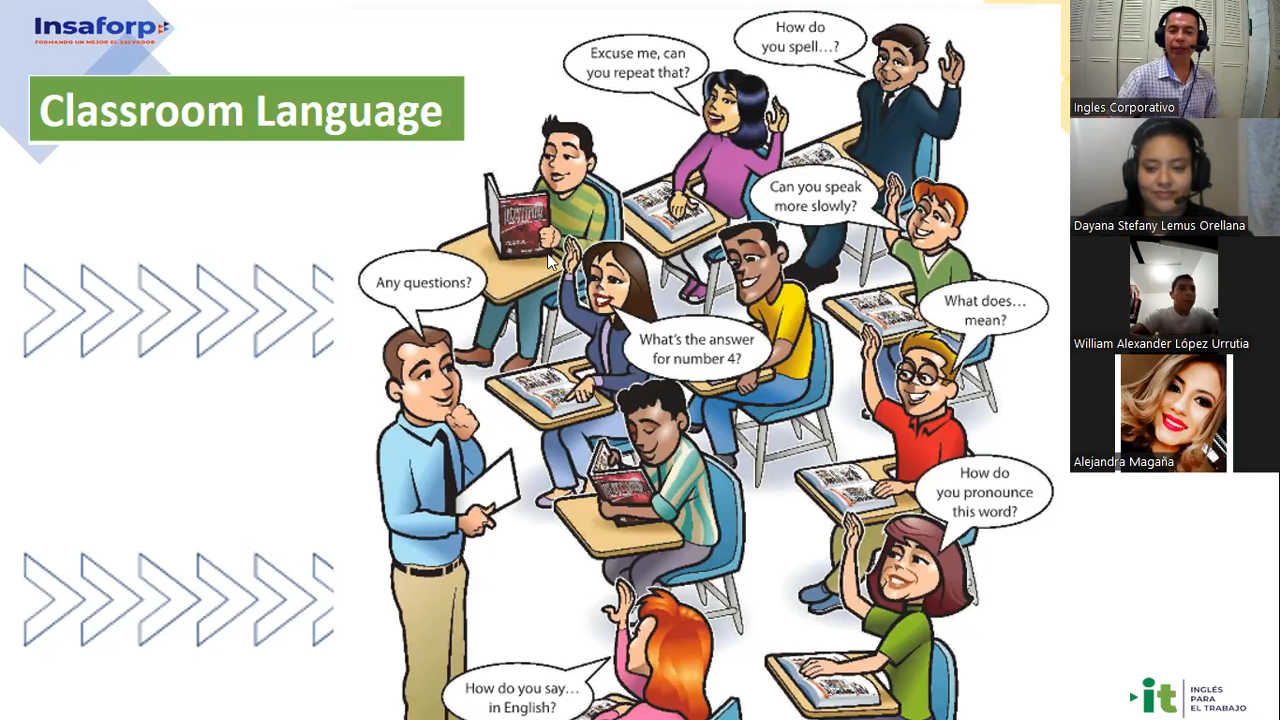 Insaforp
FORMANDO UN MEJOR EL SALVADOR
Classroom Language
How do
you spell...?
Excuse me, can
you repeat that?
Can you speak
more slowly?
Any questions?
What does...
mean?
What's the answer
for number 4?
How do
you pronounce
this word?
How do you say...
in English?
Ingles Corporativo
Dayana Stefany Lemus Orellana
William Alexander López Urrutia
Alejandra Magaña
it
INGLÉS
PARA
EL TRABAJO